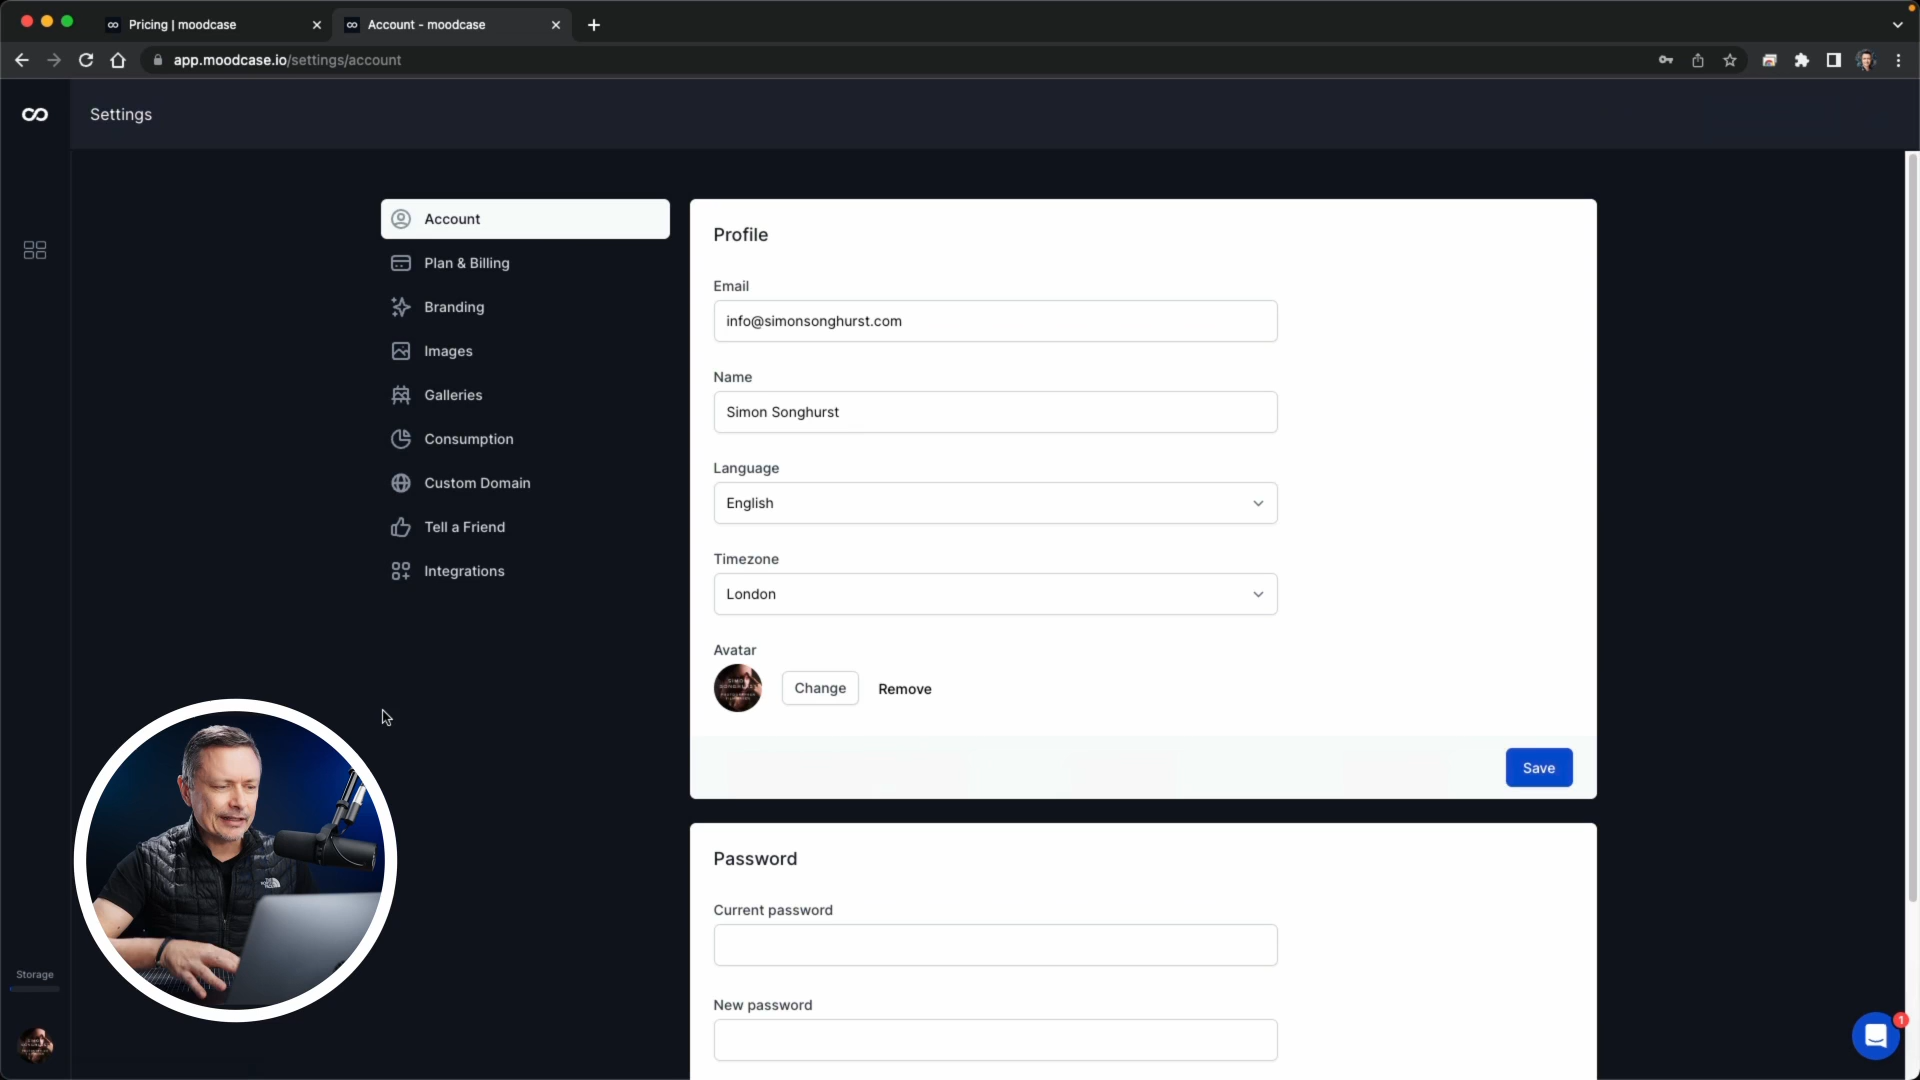 Pricing | moodcase
Account - moodcase
app.moodcase.io/settings/account
Settings
Account
Plan & Billing
Branding
Images
Galleries
Consumption
Custom Domain
Tell a Friend
Integrations
Profile
Email
info@simonsonghurst.com
Name
Simon Songhurst
Language
English
Timezone
London
Avatar
Change
Remove
Save
Password
Current password
New password
Storage
1